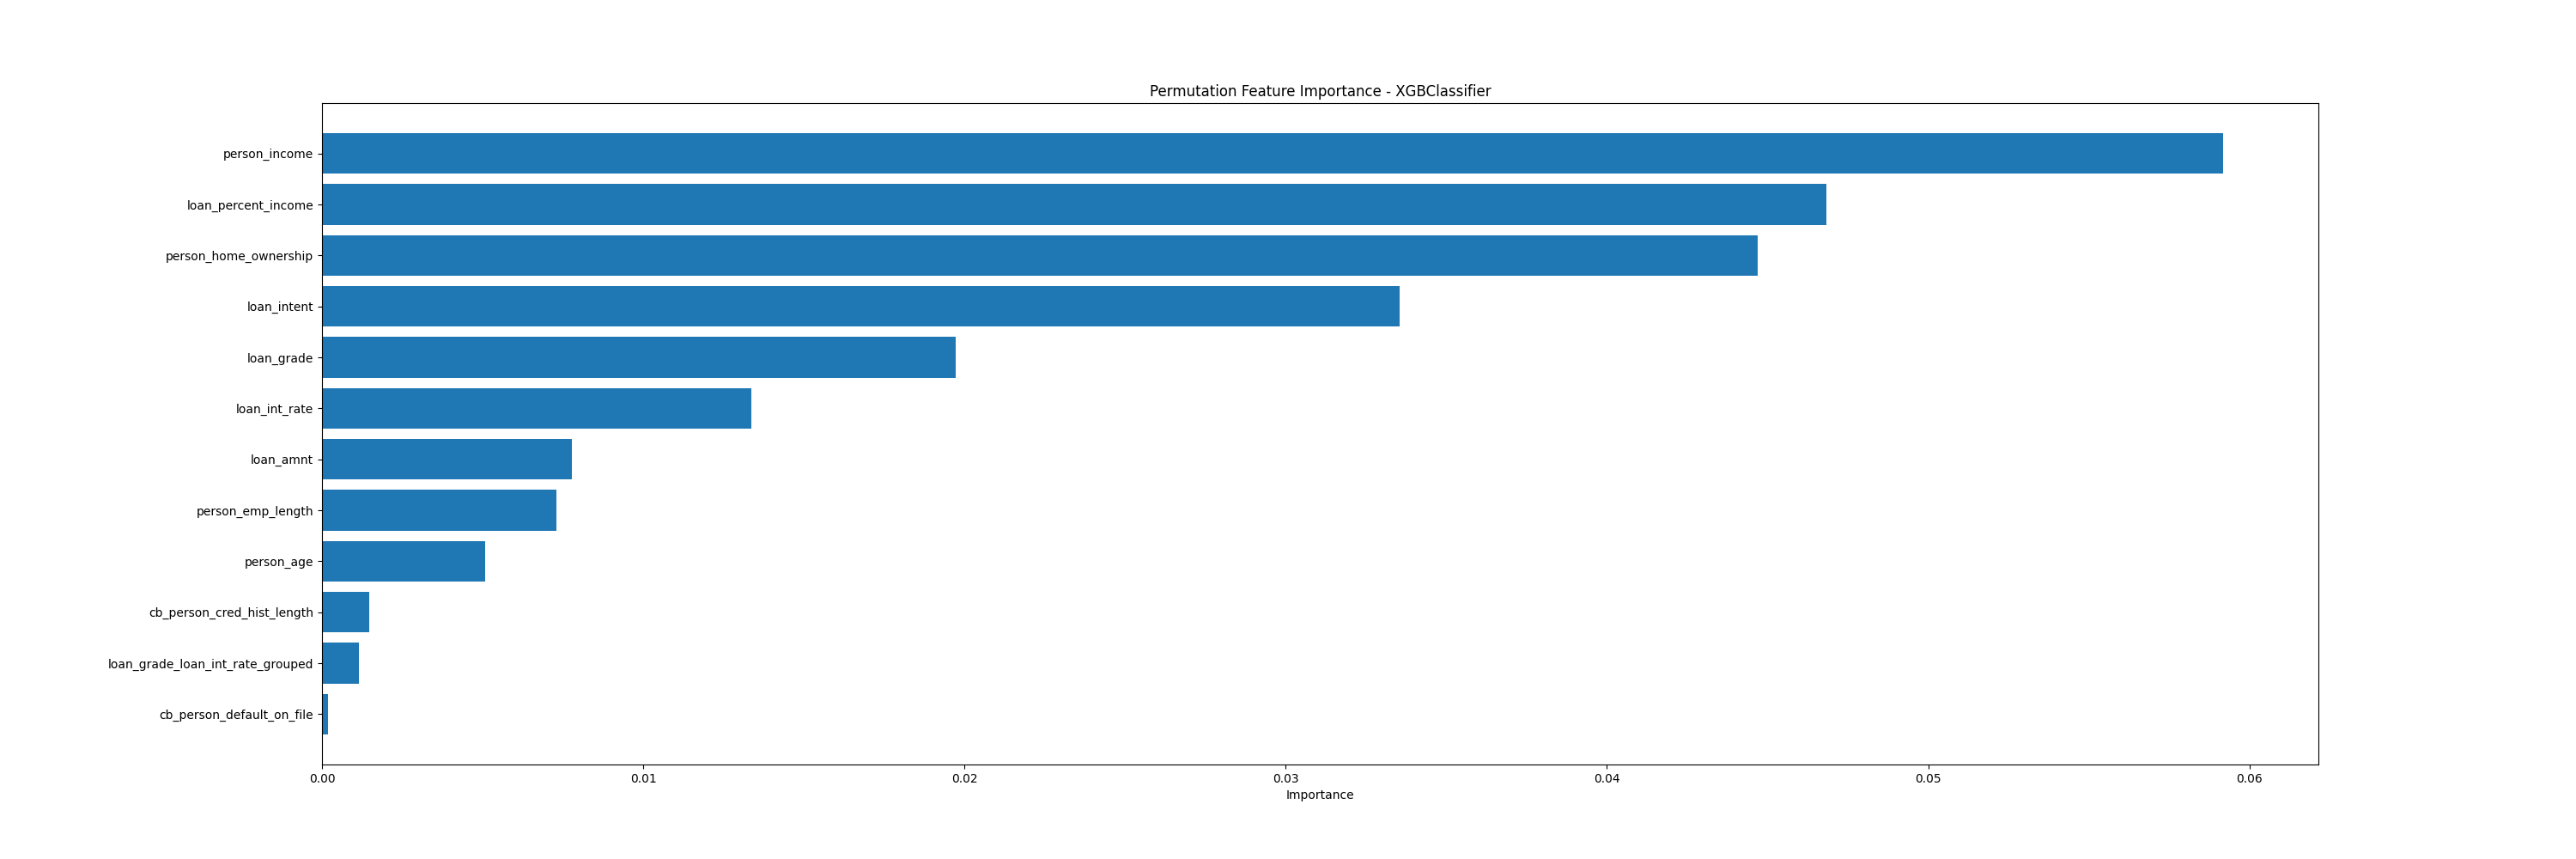 Permutation Feature Importance - XGBClassifier
person_income
loan_percent_income
person_home_ownership
loan_intent
loan_grade
loan_int_rate
loan_amnt
person_emp_length
person_age
cb_person_cred_hist_length
loan_grade_loan_int_rate_grouped
cb_person_default_on_file
0.00 0.01 0.02 0.03 0.04 0.05 0.06
Importance